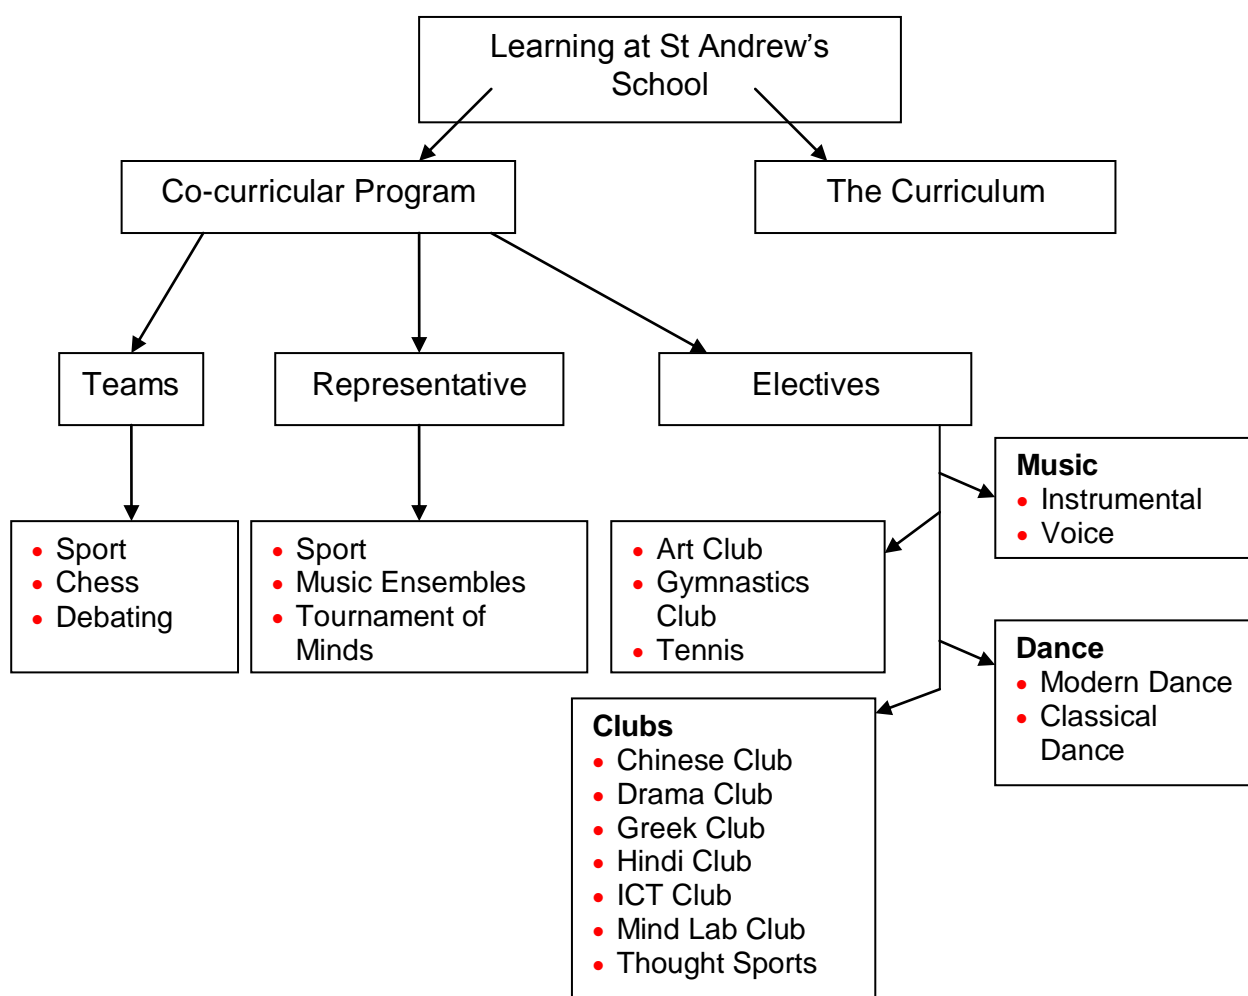 Learning at St Andrew’s
School
Co-curricular Program
The Curriculum
Teams
Representative
Electives
• Sport
• Chess
• Debating
• Sport
• Music Ensembles
• Tournament of
Minds
• Art Club
• Gymnastics
Club
• Tennis
Music
• Instrumental
• Voice
Dance
• Modern Dance
• Classical
Dance
Clubs
• Chinese Club
• Drama Club
• Greek Club
• Hindi Club
• ICT Club
• Mind Lab Club
• Thought Sports